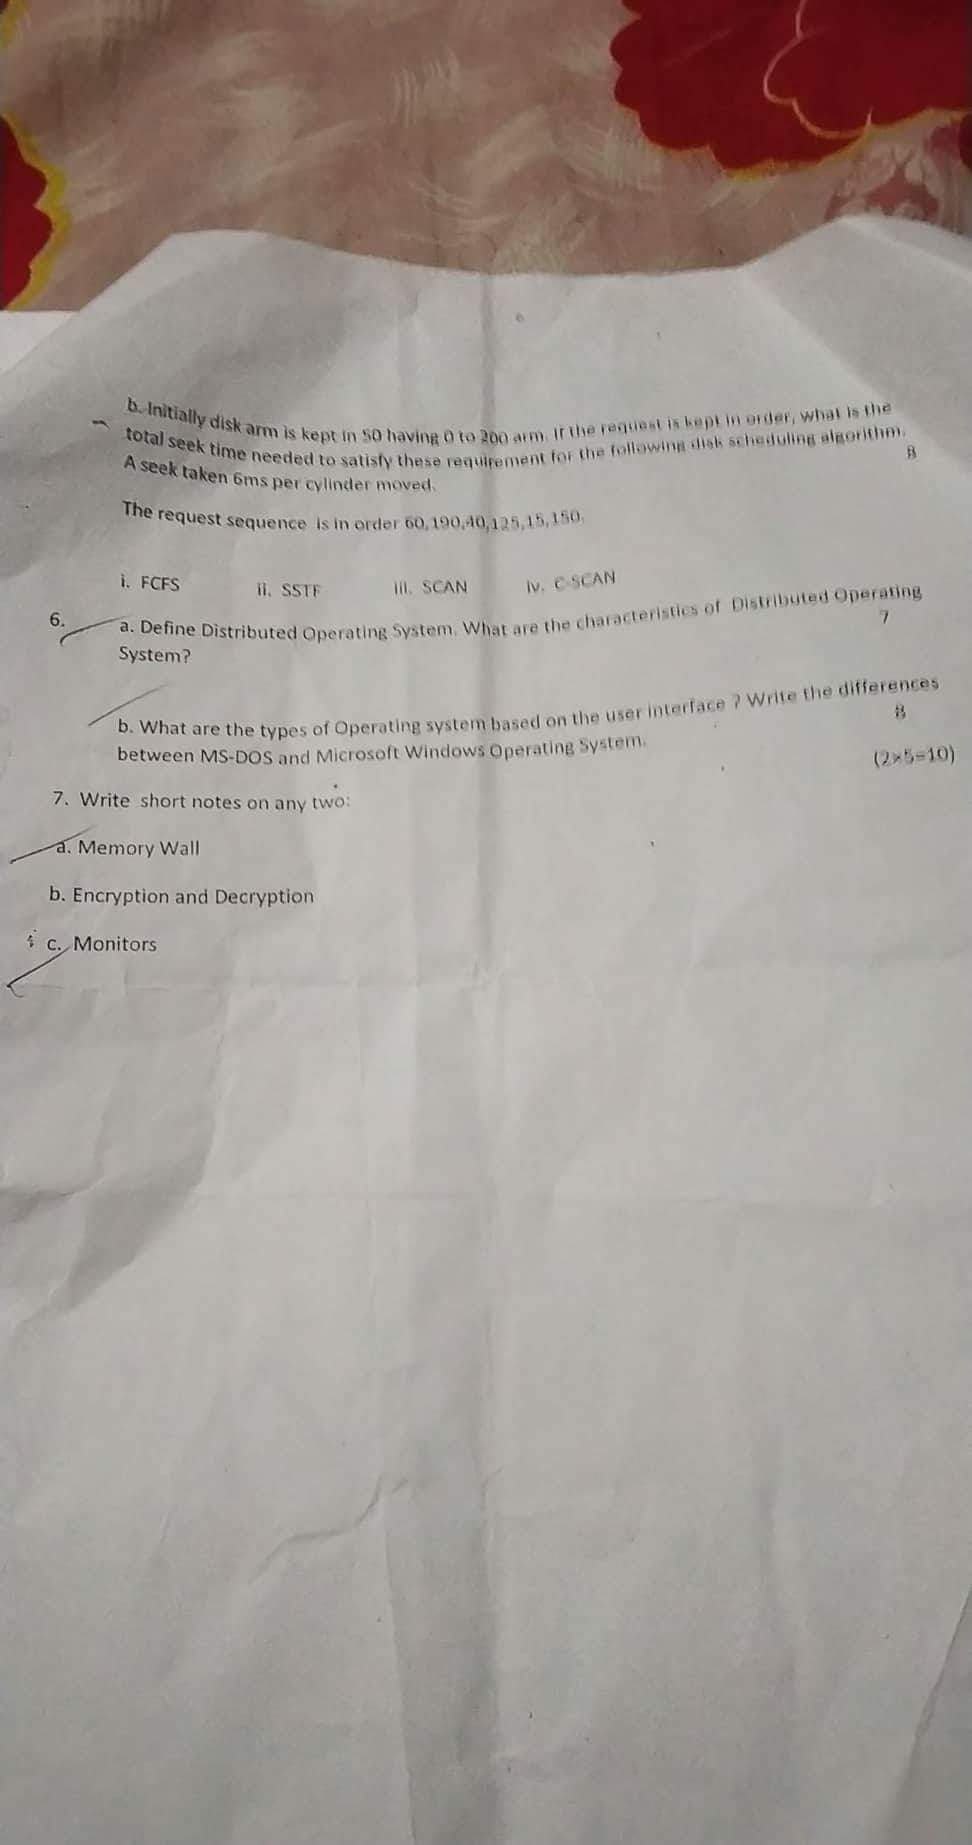 b. Initially disk arm is kept in 50 having 0 to 200 arm. If the request is kept in order, what is the
total seek time needed to satisfy these requirement for the following disk scheduling algorithm.
A seek taken 6ms per cylinder moved. 8
The request sequence is in order 60,190,40,125,15,150.
i. FCFS ii. SSTF iii. SCAN iv. C-SCAN
6. a. Define Distributed Operating System. What are the characteristics of Distributed Operating
System? 7
b. What are the types of Operating system based on the user interface ? Write the differences
between MS-DOS and Microsoft Windows Operating System. 8
7. Write short notes on any two: (2×5=10)
a. Memory Wall
b. Encryption and Decryption
c. Monitors